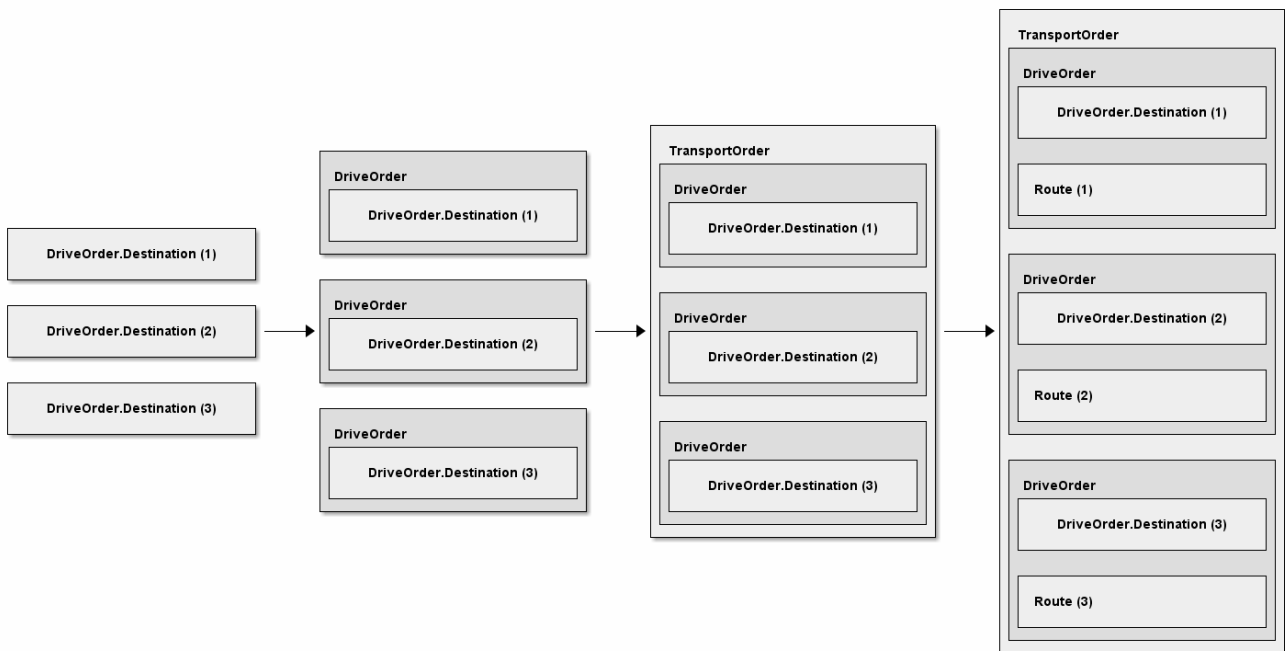 DriveOrder.Destination (1)
DriveOrder.Destination (2)
DriveOrder.Destination (3)
DriveOrder
DriveOrder.Destination (1)
DriveOrder
DriveOrder.Destination (2)
DriveOrder
DriveOrder.Destination (3)
TransportOrder
DriveOrder
DriveOrder.Destination (1)
DriveOrder
DriveOrder.Destination (2)
DriveOrder
DriveOrder.Destination (3)
TransportOrder
DriveOrder
DriveOrder.Destination (1)
Route (1)
DriveOrder
DriveOrder.Destination (2)
Route (2)
DriveOrder
DriveOrder.Destination (3)
Route (3)